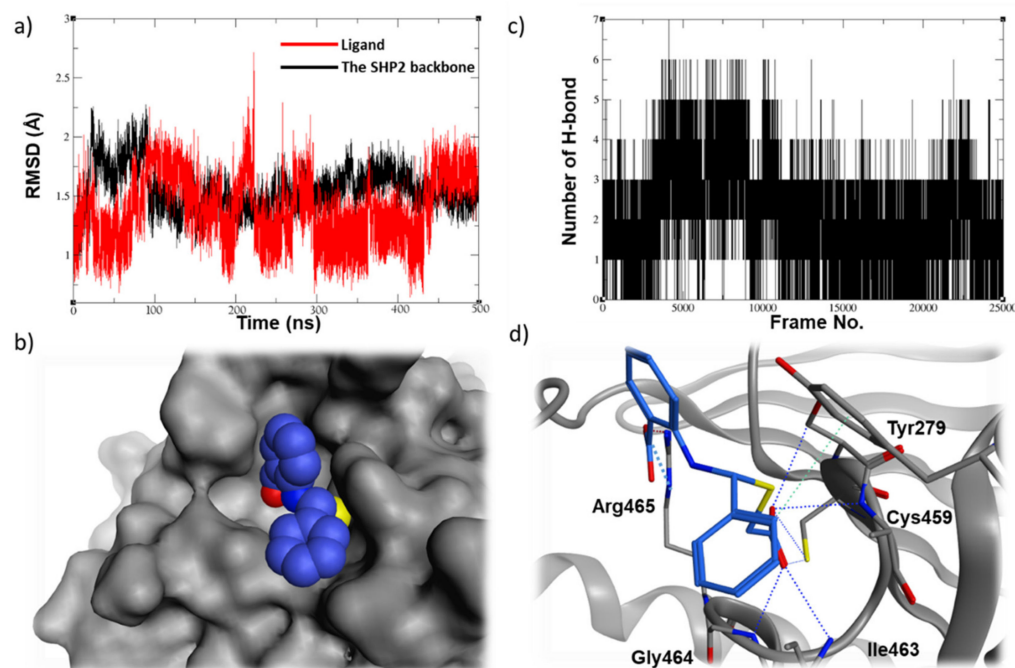 a)
RMSD (Å)
3
2.5
2
1.5
1
0 100 200 300 400 500
Time (ns)
Ligand
The SHP2 backbone
c)
Number of H-bond
7
6
5
4
3
2
1
0
5000 10000 15000 20000 25000
Frame No.
b)
d)
Tyr279
Arg465
Cys459
Ile463
Gly464